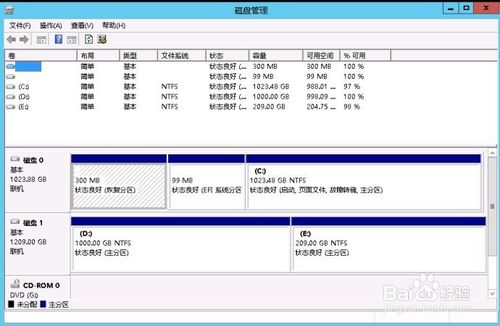 磁盘管理
文件(F) 操作(A) 查看(V) 帮助(H)
卷 布局 类型 文件系统 状态 容量 可用空间 % 可用
简单 基本 状态良好 (... 300 MB 300 MB 100 %
简单 基本 状态良好 (... 99 MB 99 MB 100 %
(C:) 简单 基本 NTFS 状态良好 (... 1023.48 GB 988.01 GB 97 %
(D:) 简单 基本 NTFS 状态良好 (... 1000.00 GB 998.09 ... 100 %
(E:) 简单 基本 NTFS 状态良好 (... 209.00 GB 204.75 ... 98 %
磁盘 0
基本
1023.88 GB
联机
300 MB
状态良好 (恢复分区)
99 MB
状态良好 (EFI 系统分区
(C:)
1023.48 GB NTFS
状态良好 (启动, 页面文件, 故障转储, 主分区)
磁盘 1
基本
1209.00 GB
联机
(D:)
1000.00 GB NTFS
状态良好 (主分区)
(E:)
209.00 GB NTFS
状态良好 (主分区)
CD-ROM 0
DVD (G:)
未分配 主分区
Baidu 经验
jingyan.baidu.com